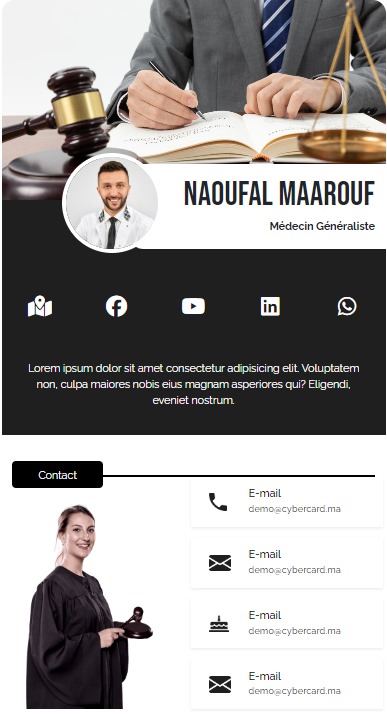 NAOUFAL MAAROUF
Médecin Généraliste
Lorem ipsum dolor sit amet consectetur adipisicing elit. Voluptatem
non, culpa maiores nobis eius magnam asperiores qui? Eligendi,
eveniet nostrum.
Contact
E-mail
demo@cybercard.ma
E-mail
demo@cybercard.ma
E-mail
demo@cybercard.ma
E-mail
demo@cybercard.ma